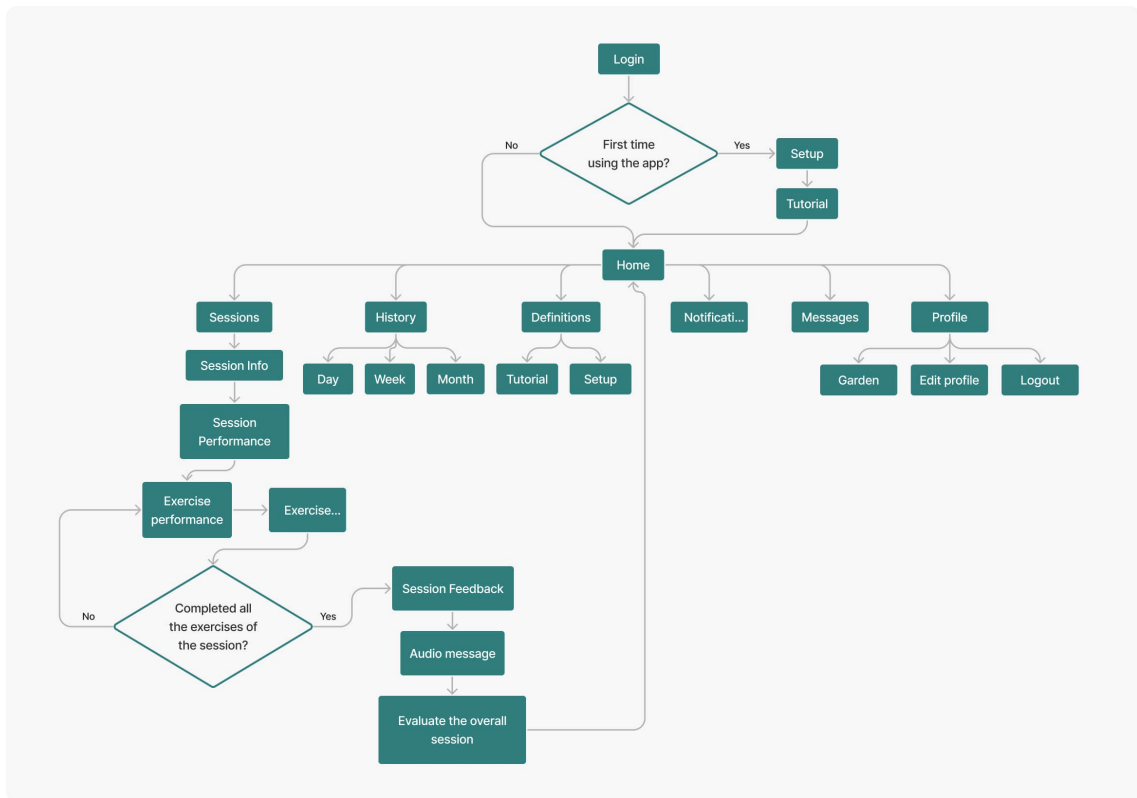 Login
First time
using the app?
No
Yes
Setup
Tutorial
Home
Sessions
History
Definitions
Notificati...
Messages
Profile
Session Info
Day
Week
Month
Tutorial
Setup
Garden
Edit profile
Logout
Session
Performance
Exercise
performance
Exercise...
Completed all
the exercises of
the session?
No
Yes
Session Feedback
Audio message
Evaluate the overall
session